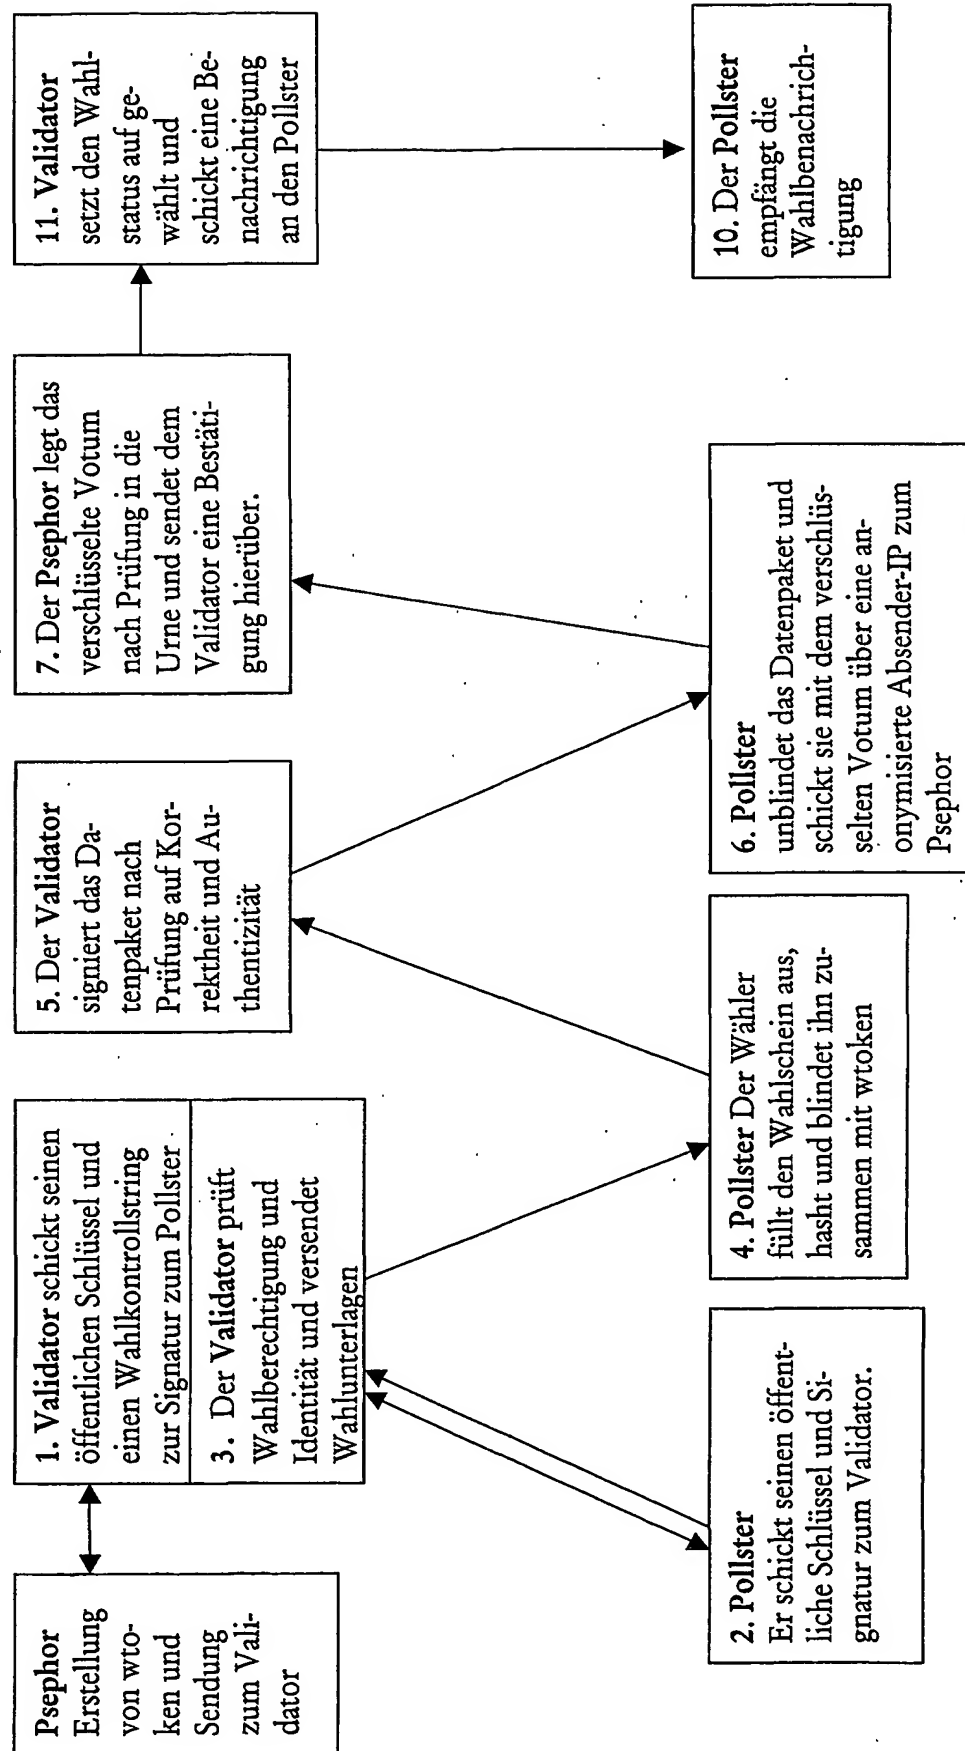 Psephor
Erstellung
von wto-
ken und
Sendung
zum Vali-
dator
1. Validator schickt seinen
öffentlichen Schlüssel und
einen Wahlkontrollstring
zur Signatur zum Pollster
3. Der Validator prüft
Wahlberechtigung und
Identität und versendet
Wahlunterlagen
5. Der Validator
signiert das Da-
tenpaket nach
Prüfung auf Kor-
rektheit und Au-
thentizität
7. Der Psephor legt das
verschlüsselte Votum
nach Prüfung in die
Urne und sendet dem
Validator eine Bestäti-
gung hierüber.
11. Validator
setzt den Wahl-
status auf ge-
wählt und
schickt eine Be-
nachrichtigung
an den Pollster
2. Pollster
Er schickt seinen öffent-
liche Schlüssel und Si-
gnatur zum Validator.
4. Pollster Der Wähler
füllt den Wahlschein aus,
hasht und blindet ihn zu-
sammen mit wtoken
6. Pollster
unblindet das Datenpaket und
schickt sie mit dem verschlüs-
selten Votum über eine an-
onymisierte Absender-IP zum
Psephor
10. Der Pollster
empfängt die
Wahlbenachrich-
tigung